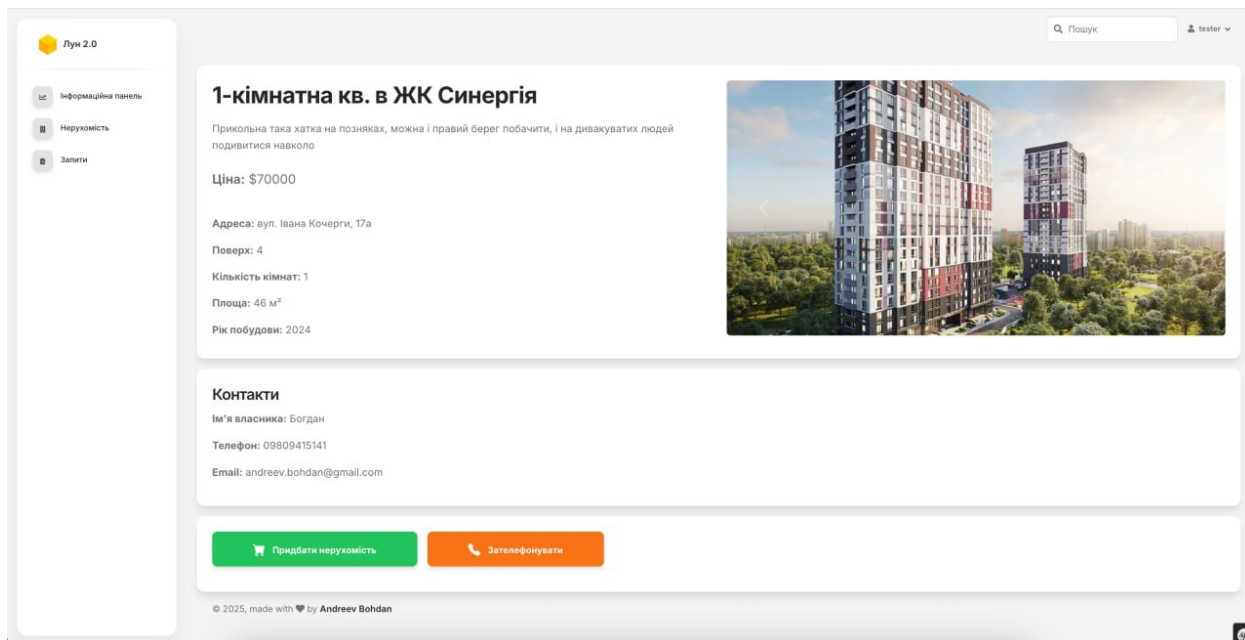 Лун 2.0
Пошук
tester
Інформаційна панель
Нерухомість
Запити
1-кімнатна кв. в ЖК Синергія
Прикольна така хатка на позняках, можна і правий берег побачити, і на дивакуватих людей
подивитися навколо
Ціна: $70000
Адреса: вул. Івана Кочерги, 17а
Поверх: 4
Кількість кімнат: 1
Площа: 46 м²
Рік побудови: 2024
Контакти
Ім'я власника: Богдан
Телефон: 09809415141
Email: andreev.bohdan@gmail.com
Придбати нерухомість
Зателефонувати
© 2025, made with ♥ by Andreev Bohdan